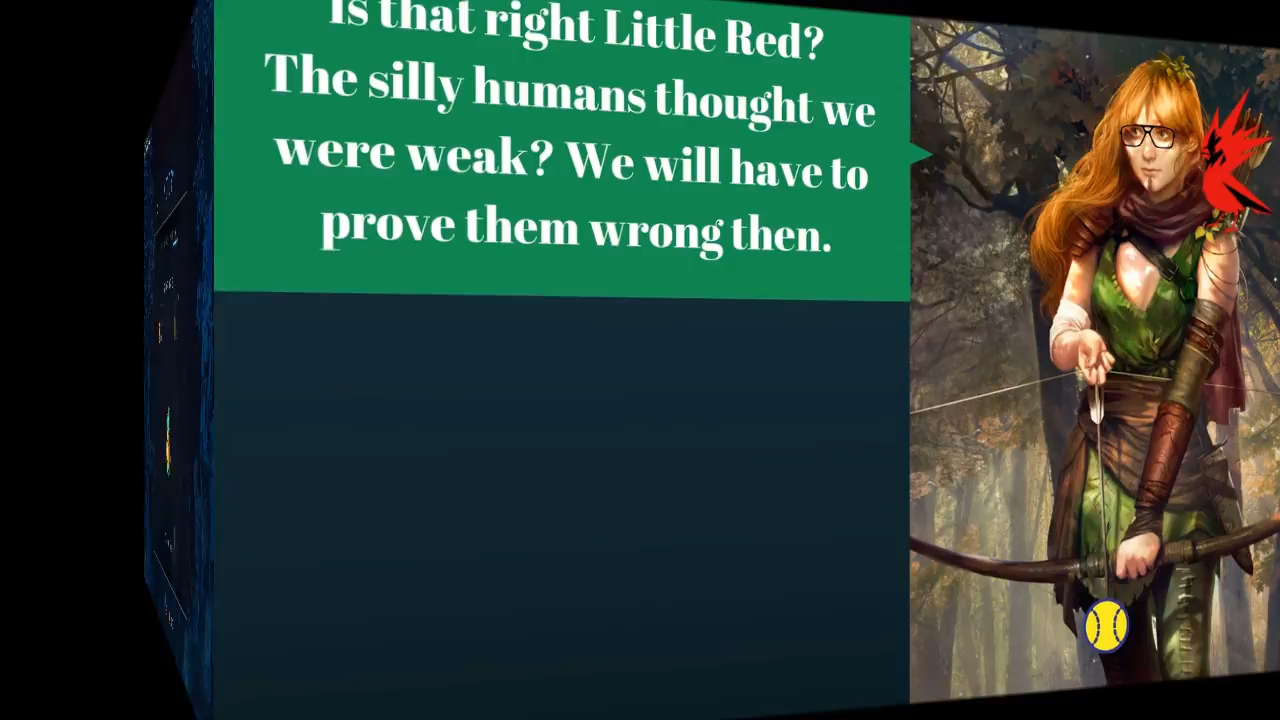 Is that right Little Red?
The silly humans thought we
were weak? We will have to
prove them wrong then.